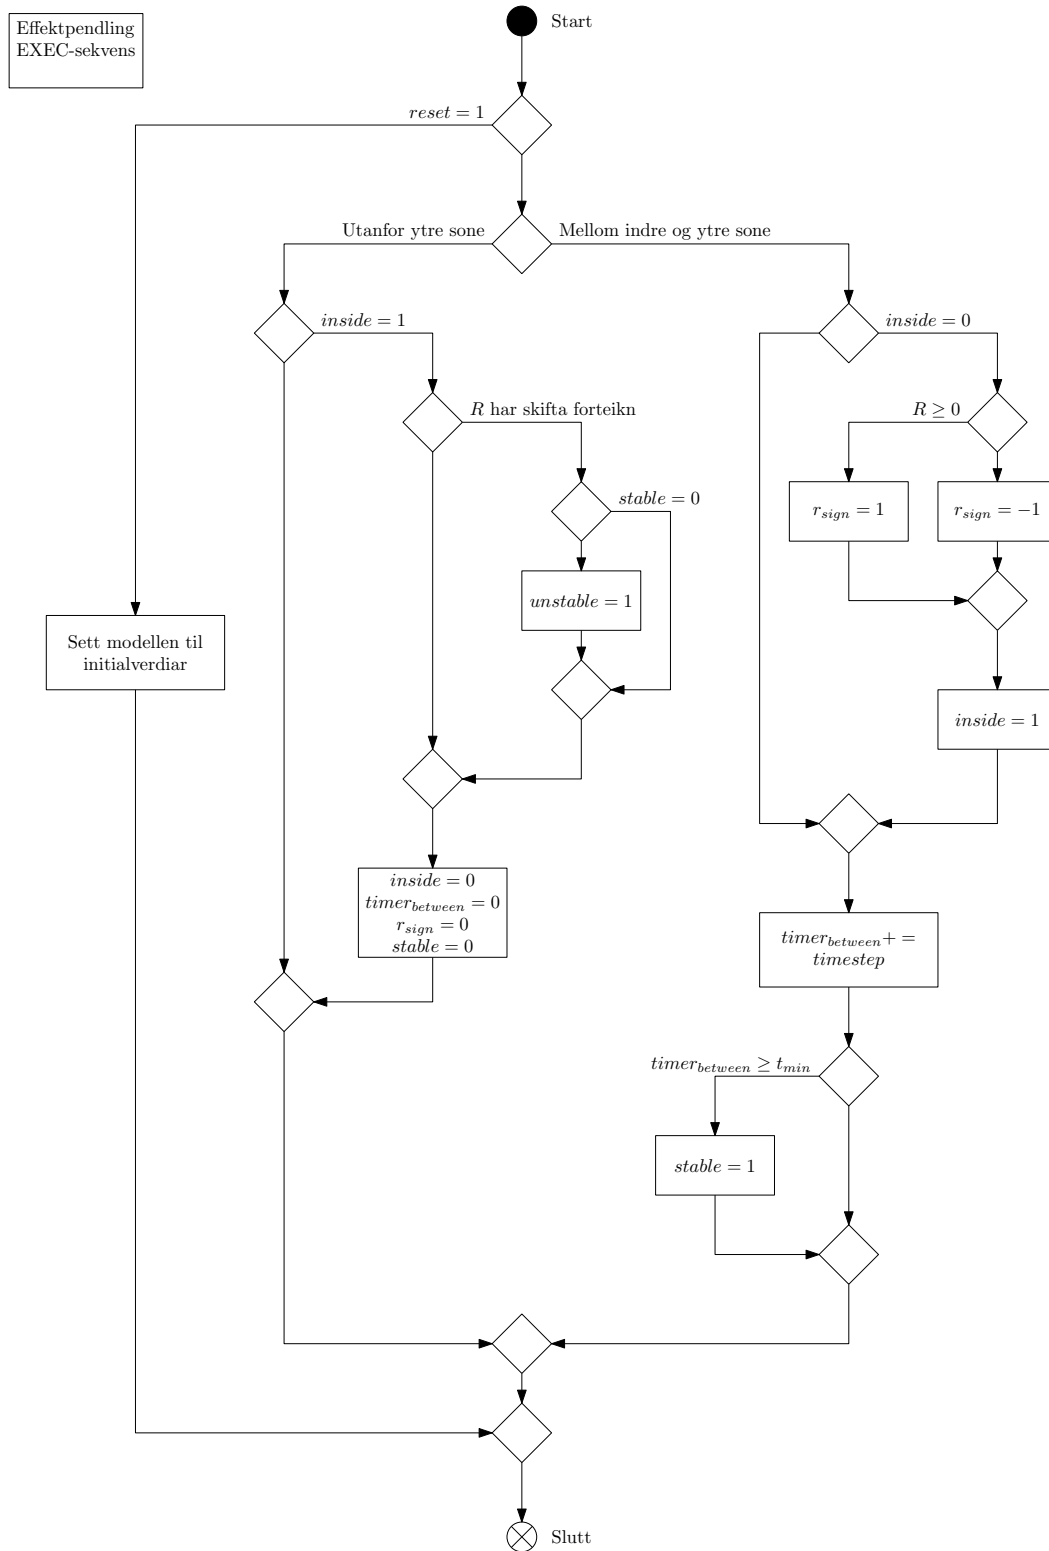 Effektpendling
EXEC-sekvens
Start
reset = 1
Utanfor ytre sone
Mellom indre og ytre sone
inside = 1
inside = 0
R har skifta forteikn
R ≥ 0
stable = 0
r_sign = 1
r_sign = −1
unstable = 1
Sett modellen til
initialverdiar
inside = 1
inside = 0
timer_between = 0
r_sign = 0
stable = 0
timer_between + =
timestep
timer_between ≥ t_min
stable = 1
Slutt